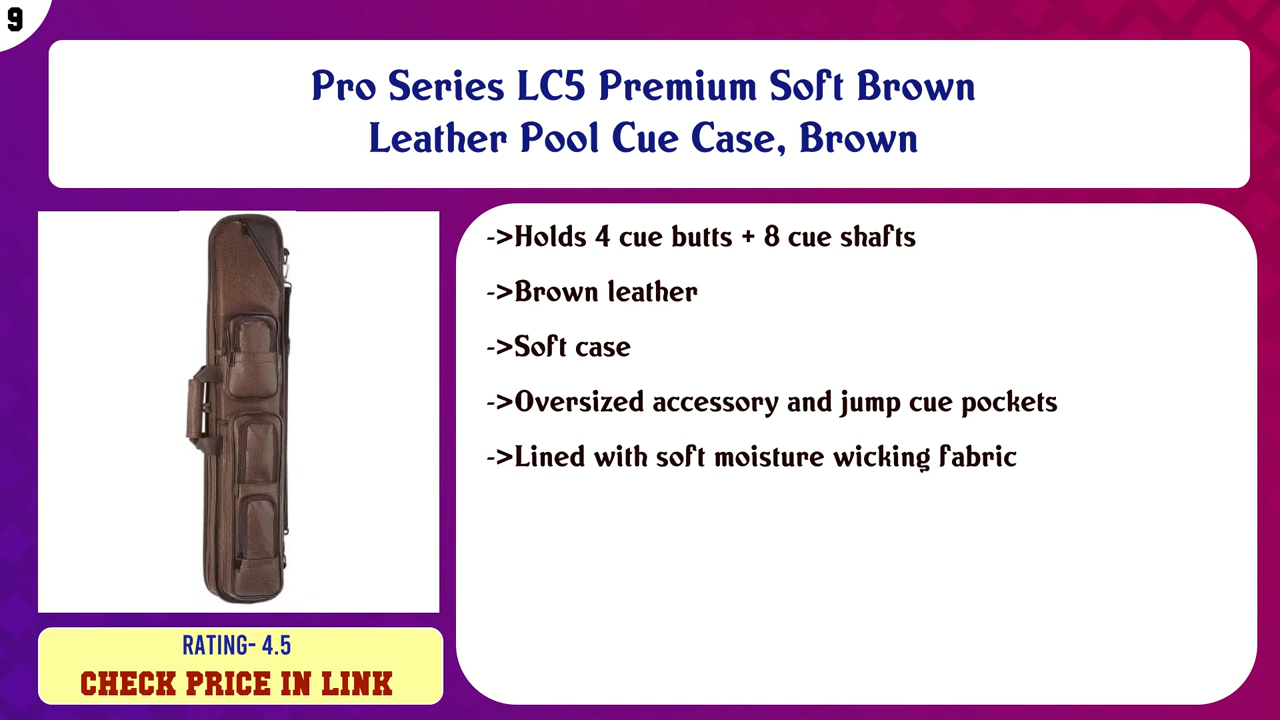 9
Pro Series LC5 Premium Soft Brown
Leather Pool Cue Case, Brown
->Holds 4 cue butts + 8 cue shafts
->Brown leather
->Soft case
->Oversized accessory and jump cue pockets
->Lined with soft moisture wicking fabric
RATING- 4.5
CHECK PRICE IN LINK